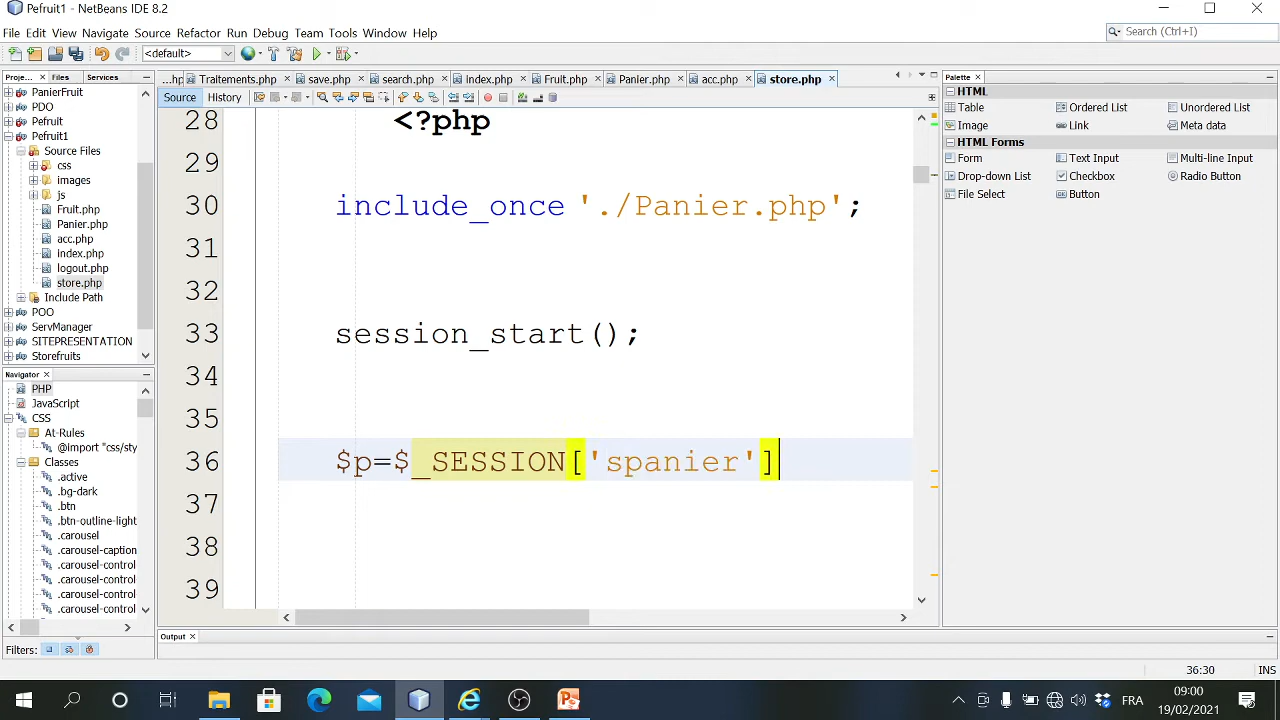 Pefruit1 - NetBeans IDE 8.2
File Edit View Navigate Source Refactor Run Debug Team Tools Window Help
Search (Ctrl+I)
<default>
Proje... Files Services
...hp Traitements.php save.php search.php Index.php Fruit.php Panier.php acc.php store.php
Palette
Source History
PanierFruit
PDO
Pefruit
Pefruit1
Source Files
css
images
js
Fruit.php
Panier.php
acc.php
index.php
logout.php
store.php
Include Path
POO
ServManager
SITEPRESENTATION
Storefruits
Navigator
PHP
JavaScript
CSS
At-Rules
@import "css/sty
Classes
.active
.bg-dark
.btn
.btn-outline-light
.carousel
.carousel-caption
.carousel-control
.carousel-control
.carousel-control
.carousel-control
Filters:
28 <?php
29
30 include_once './Panier.php';
31
32
33 session_start();
34
35
36 $p=$_SESSION['spanier']
37
38
39
Output
HTML
Table Ordered List Unordered List
Image Link Meta data
HTML Forms
Form Text Input Multi-line Input
Drop-down List Checkbox Radio Button
File Select Button
36:30 INS
FRA
09:00
19/02/2021